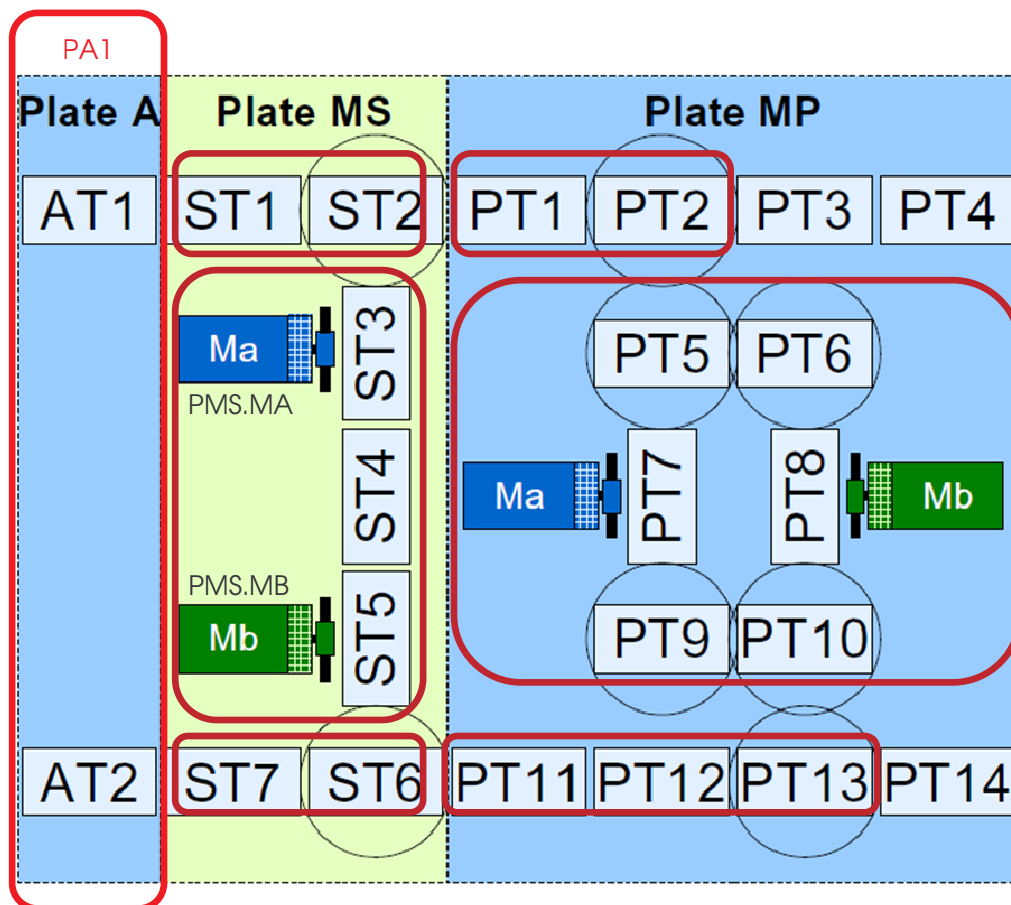 PA1
Plate A
Plate MS
Plate MP
AT1
ST1
ST2
PT1
PT2
PT3
PT4
Ma
PMS.MA
ST3
PT5
PT6
ST4
Ma
PT7
PT8
Mb
PMS.MB
Mb
ST5
PT9
PT10
AT2
ST7
ST6
PT11
PT12
PT13
PT14